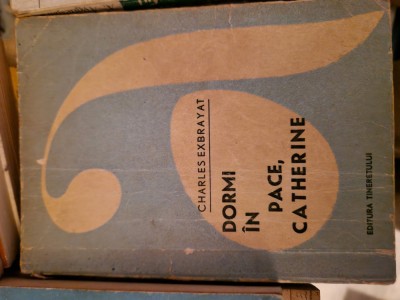 CHARLES EXBRAYAT
DORMI
ÎN
PACE,
CATHERINE
EDITURA TINERETULUI